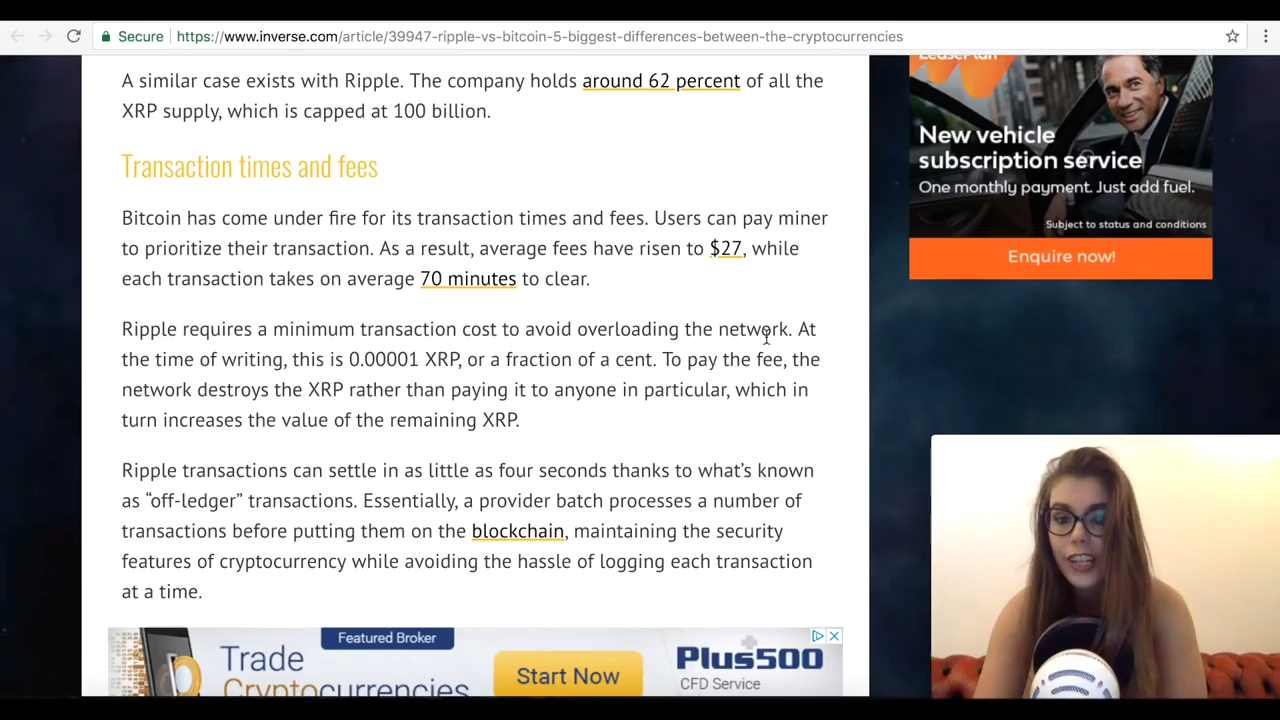 Secure
https://www.inverse.com/article/39947-ripple-vs-bitcoin-5-biggest-differences-between-the-cryptocurrencies
A similar case exists with Ripple. The company holds around 62 percent of all the
XRP supply, which is capped at 100 billion.
Transaction times and fees
Bitcoin has come under fire for its transaction times and fees. Users can pay miner
to prioritize their transaction. As a result, average fees have risen to $27, while
each transaction takes on average 70 minutes to clear.
Ripple requires a minimum transaction cost to avoid overloading the network. At
the time of writing, this is 0.00001 XRP, or a fraction of a cent. To pay the fee, the
network destroys the XRP rather than paying it to anyone in particular, which in
turn increases the value of the remaining XRP.
Ripple transactions can settle in as little as four seconds thanks to what's known
as “off-ledger” transactions. Essentially, a provider batch processes a number of
transactions before putting them on the blockchain, maintaining the security
features of cryptocurrency while avoiding the hassle of logging each transaction
at a time.
Trade
Cryptocurrencies
Featured Broker
Start Now
Plus500
CFD Service
LeasePlan
New vehicle
subscription service
One monthly payment. Just add fuel.
Subject to status and conditions
Enquire now!